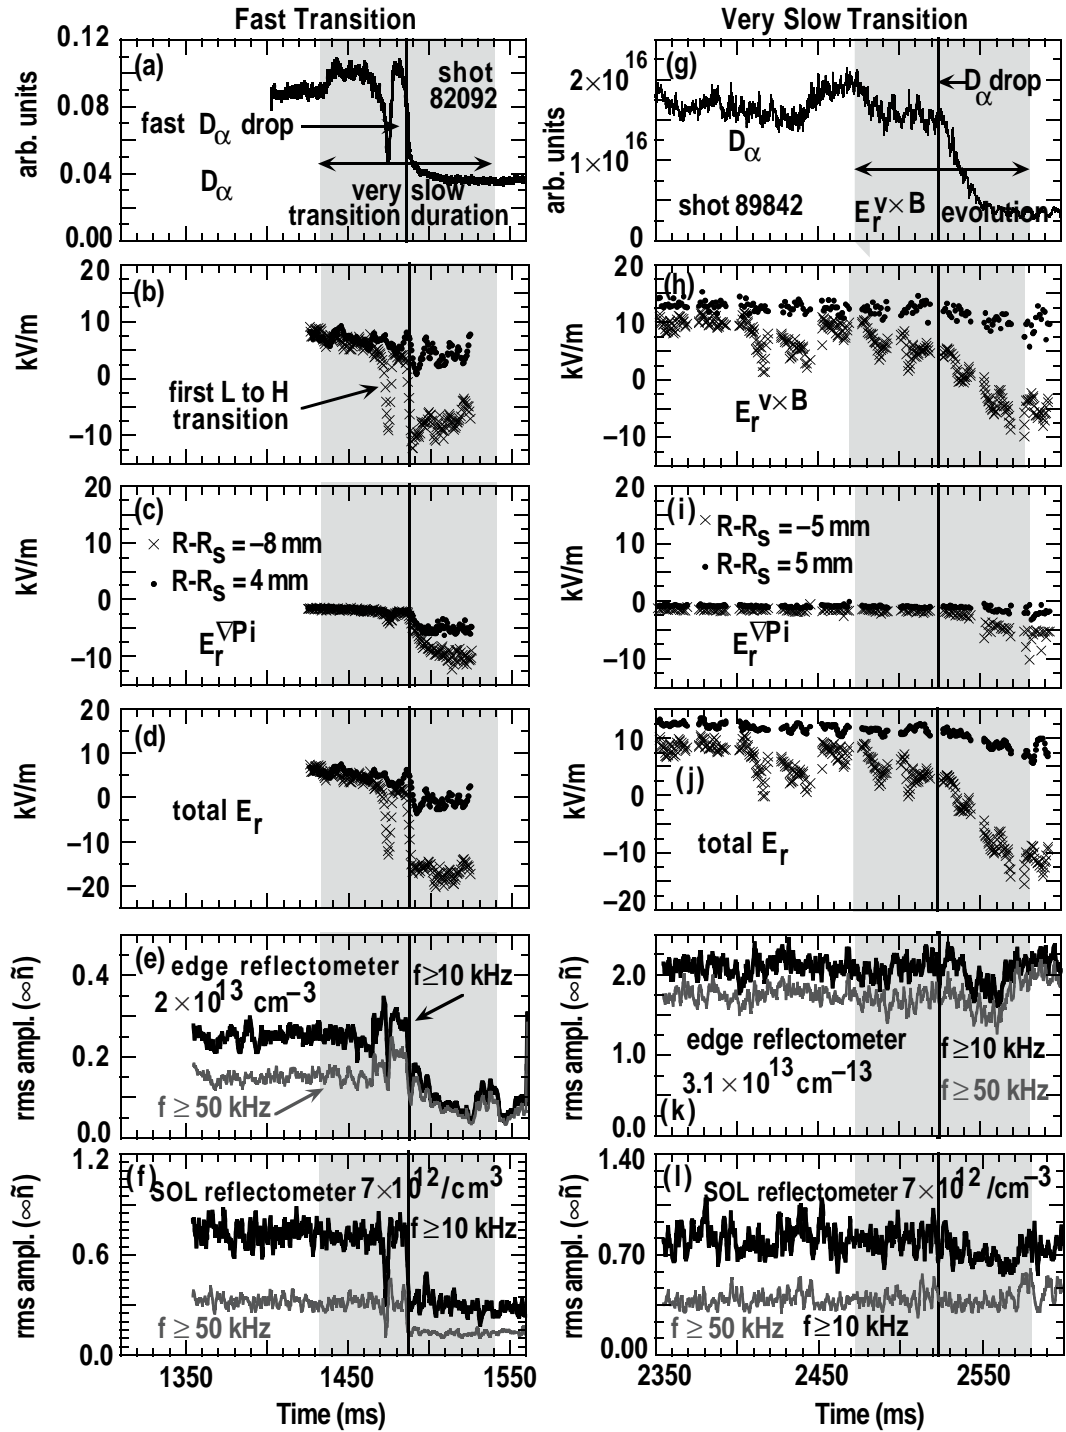 Fast Transition
0.12
0.08
0.04
0.00
arb. units
(a)
shot
82092
fast Dα drop
Dα
very slow
transition duration
20
10
0
−10
kV/m
(b)
first L to H
transition
20
10
0
−10
kV/m
(c)
× R-Rs = −8 mm
• R-Rs = 4 mm
Er∇Pi
20
10
0
−10
−20
kV/m
(d)
total Er
0.4
0.2
0.0
rms ampl. (∞ñ)
(e) edge reflectometer
2 × 10^13 cm^−3
f ≥ 10 kHz
f ≥ 50 kHz
1.2
0.6
0.0
rms ampl. (∞ñ)
(f) SOL reflectometer 7 × 10^12 /cm^3
f ≥ 10 kHz
f ≥ 50 kHz
1350 1450 1550
Time (ms)
Very Slow Transition
2×10^16
1×10^16
0
arb. units
(g)
Dα drop
Dα
shot 89842
Er^v×B evolution
20
10
0
−10
kV/m
(h)
Er^v×B
20
10
0
−10
kV/m
(i)
× R-Rs = −5 mm
• R-Rs = 5 mm
Er∇Pi
10
0
−10
−20
kV/m
(j)
total Er
2.0
1.0
0.0
rms ampl. (∞ñ)
edge reflectometer
3.1 × 10^13 cm^−13
f ≥ 10 kHz
f ≥ 50 kHz
(k)
1.40
0.70
0.00
rms ampl. (∞ñ)
(l) SOL reflectometer 7 × 10^12 /cm^−3
f ≥ 50 kHz f ≥ 10 kHz
2350 2450 2550
Time (ms)